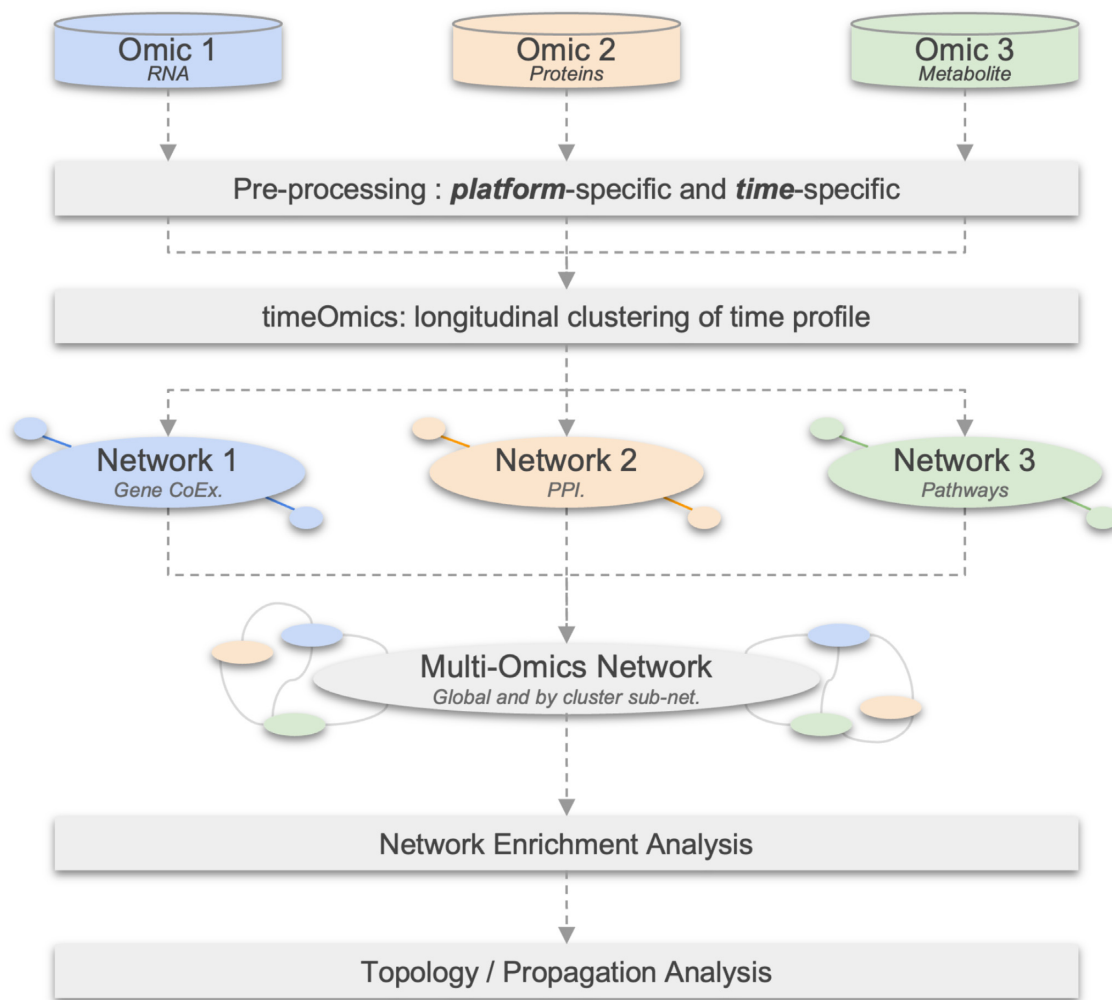 Omic 1
RNA
Omic 2
Proteins
Omic 3
Metabolite
Pre-processing : platform-specific and time-specific
timeOmics: longitudinal clustering of time profile
Network 1
Gene CoEx.
Network 2
PPI.
Network 3
Pathways
Multi-Omics Network
Global and by cluster sub-net.
Network Enrichment Analysis
Topology / Propagation Analysis